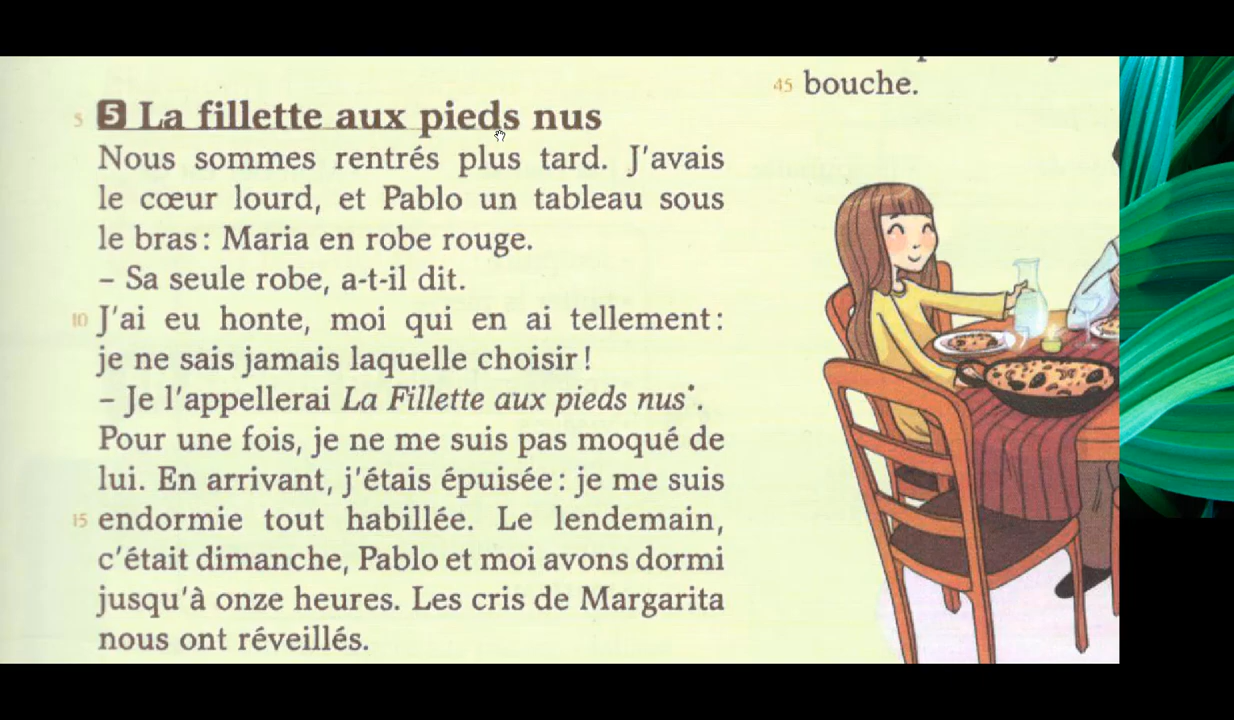 45 bouche.
5 5 La fillette aux pieds nus
Nous sommes rentrés plus tard. J'avais
le cœur lourd, et Pablo un tableau sous
le bras : Maria en robe rouge.
– Sa seule robe, a-t-il dit.
10 J'ai eu honte, moi qui en ai tellement :
je ne sais jamais laquelle choisir !
– Je l'appellerai La Fillette aux pieds nus*.
Pour une fois, je ne me suis pas moqué de
lui. En arrivant, j'étais épuisée : je me suis
15 endormie tout habillée. Le lendemain,
c'était dimanche, Pablo et moi avons dormi
jusqu'à onze heures. Les cris de Margarita
nous ont réveillés.